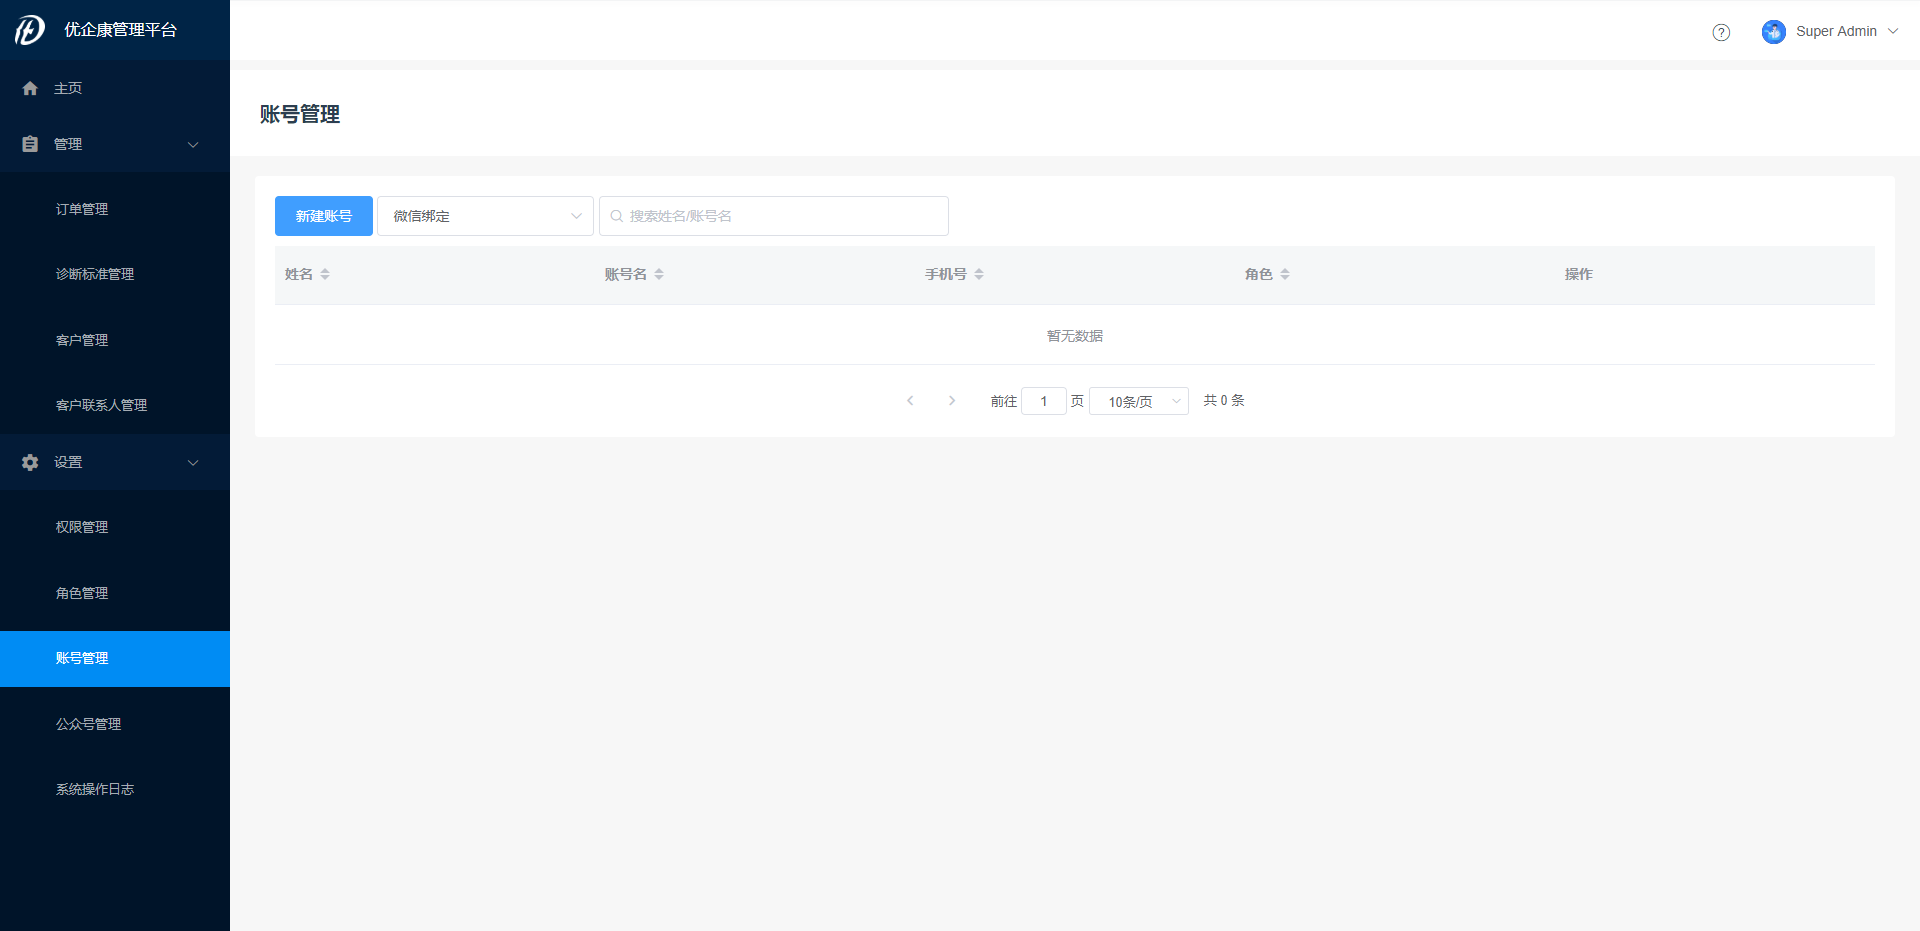 优企康管理平台
Super Admin
主页
管理
订单管理
诊断标准管理
客户管理
客户联系人管理
设置
权限管理
角色管理
账号管理
公众号管理
系统操作日志
账号管理
新建账号 微信绑定 搜索姓名/账号名
姓名 账号名 手机号 角色 操作
暂无数据
前往 1 页 10条/页 共 0 条